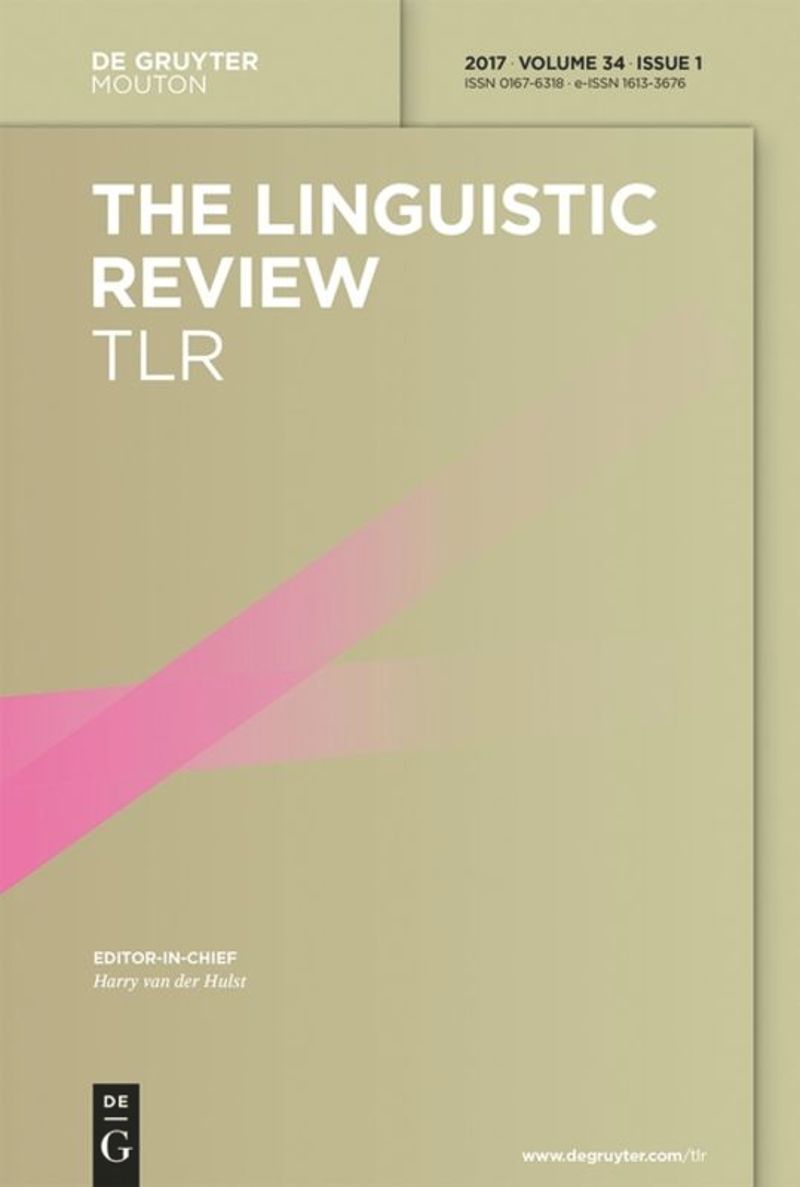 DE GRUYTER
MOUTON
2017 · VOLUME 34 · ISSUE 1
ISSN 0167-6318 · e-ISSN 1613-3676
THE LINGUISTIC
REVIEW
TLR
EDITOR-IN-CHIEF
Harry van der Hulst
DE
G
www.degruyter.com/tlr